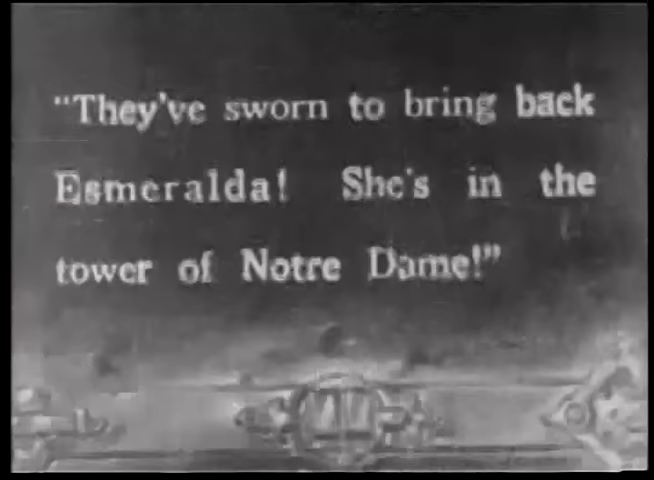 "They've sworn to bring back
Esmeralda! She's in the
tower of Notre Dame!"